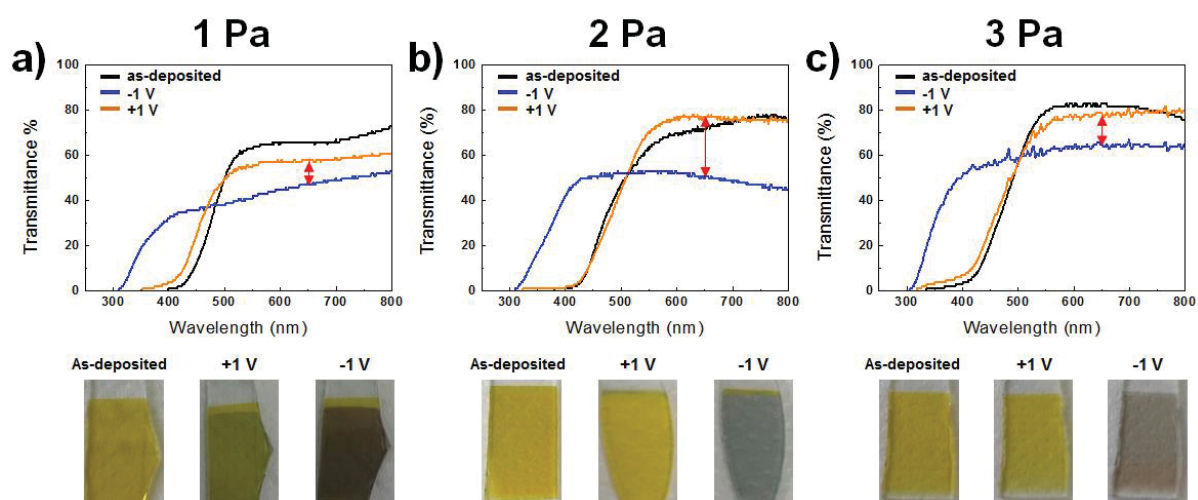 1 Pa
2 Pa
3 Pa
a)
100
80
60
40
20
0
Transmittance %
as-deposited
-1 V
+1 V
300 400 500 600 700 800
Wavelength (nm)
b)
100
80
60
40
20
0
Transmittance (%)
as-deposited
-1 V
+1 V
300 400 500 600 700 800
Wavelength (nm)
c)
100
80
60
40
20
0
Transmittance (%)
as-deposited
-1 V
+1 V
300 400 500 600 700 800
Wavelength (nm)
As-deposited +1 V -1 V
As-deposited +1 V -1 V
As-deposited +1 V -1 V